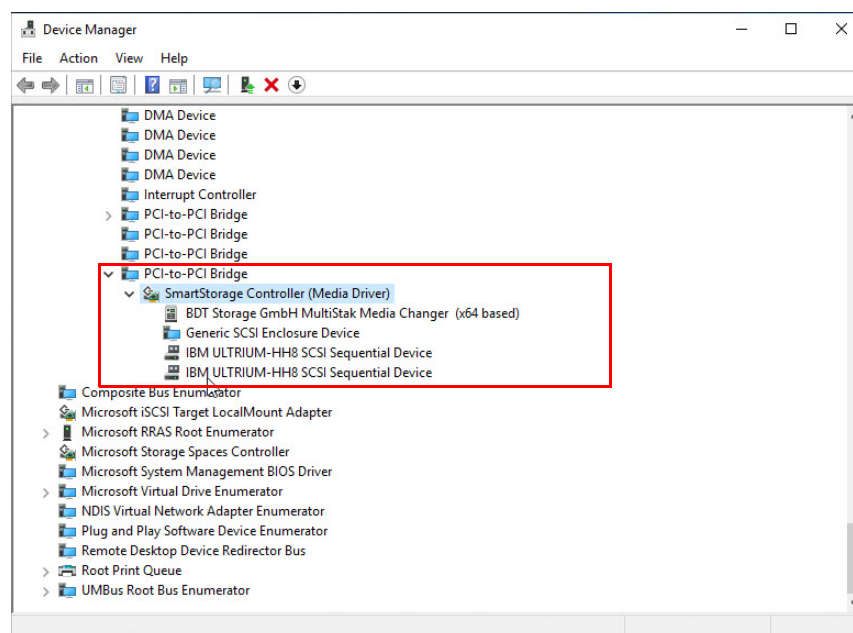 Device Manager
File Action View Help
DMA Device
DMA Device
DMA Device
DMA Device
Interrupt Controller
PCI-to-PCI Bridge
PCI-to-PCI Bridge
PCI-to-PCI Bridge
PCI-to-PCI Bridge
SmartStorage Controller (Media Driver)
BDT Storage GmbH MultiStak Media Changer (x64 based)
Generic SCSI Enclosure Device
IBM ULTRIUM-HH8 SCSI Sequential Device
IBM ULTRIUM-HH8 SCSI Sequential Device
Composite Bus Enumerator
Microsoft iSCSI Target LocalMount Adapter
Microsoft RRAS Root Enumerator
Microsoft Storage Spaces Controller
Microsoft System Management BIOS Driver
Microsoft Virtual Drive Enumerator
NDIS Virtual Network Adapter Enumerator
Plug and Play Software Device Enumerator
Remote Desktop Device Redirector Bus
Root Print Queue
UMBus Root Bus Enumerator